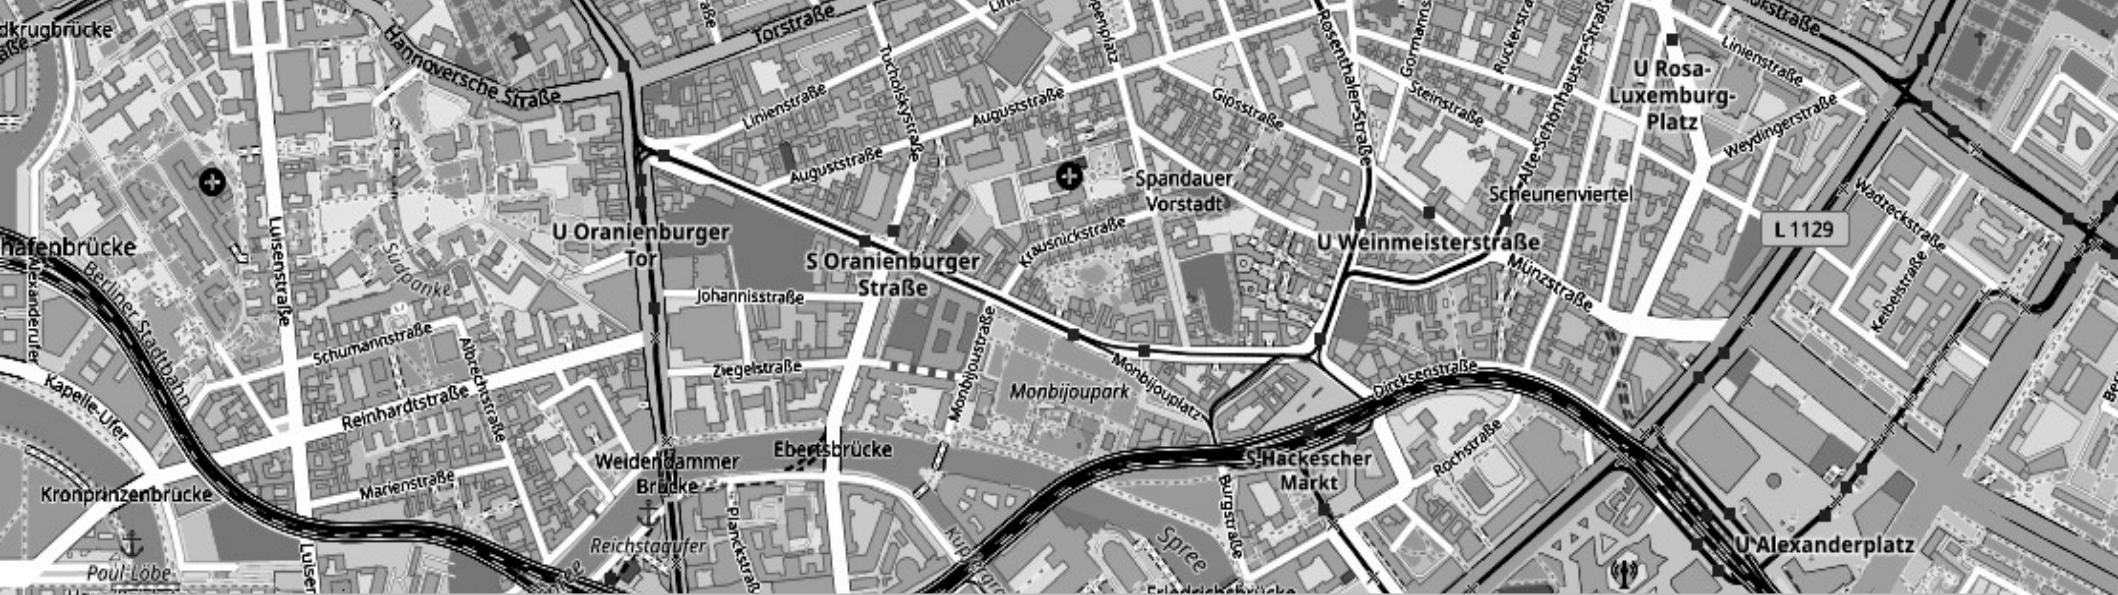 dkrugbrücke
Hannoversche Straße
Torstraße
Tucholskystraße
Linienstraße
Auguststraße
Auguststraße
Gipsstraße
Rosenthaler-Straße
Steinstraße
Alte-Schönhauser-Straße
Linienstraße
U Rosa-
Luxemburg-
Platz
Weydingerstraße
Spandauer
Vorstadt
Scheunenviertel
Wadzeckstraße
L 1129
Keibelstraße
hafenbrücke
Luisenstraße
Südpanke
U Oranienburger
Tor
S Oranienburger
Straße
Krausnickstraße
U Weinmeisterstraße
Münzstraße
Berliner Stadtbahn
Johannisstraße
Schumannstraße
Albrechtstraße
Ziegelstraße
Monbijoustraße
Monbijoupark
Monbijouplatz
Dircksenstraße
Kapelle-Ufer
Reinhardtstraße
Marienstraße
Kronprinzenbrücke
Weidendammer
Brücke
Ebertsbrücke
S Hackescher
Markt
Rochstraße
Burgstraße
Spree
Reichstagufer
U Alexanderplatz
Paul-Löbe